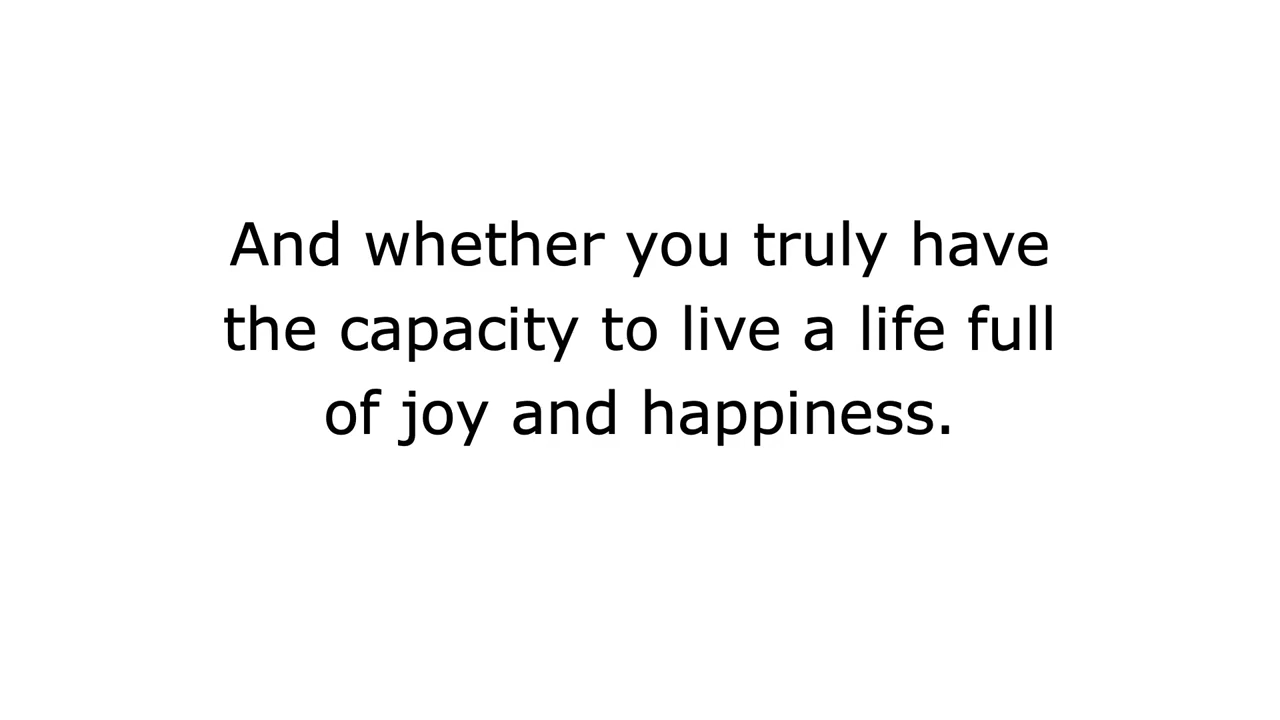 And whether you truly have
the capacity to live a life full
of joy and happiness.